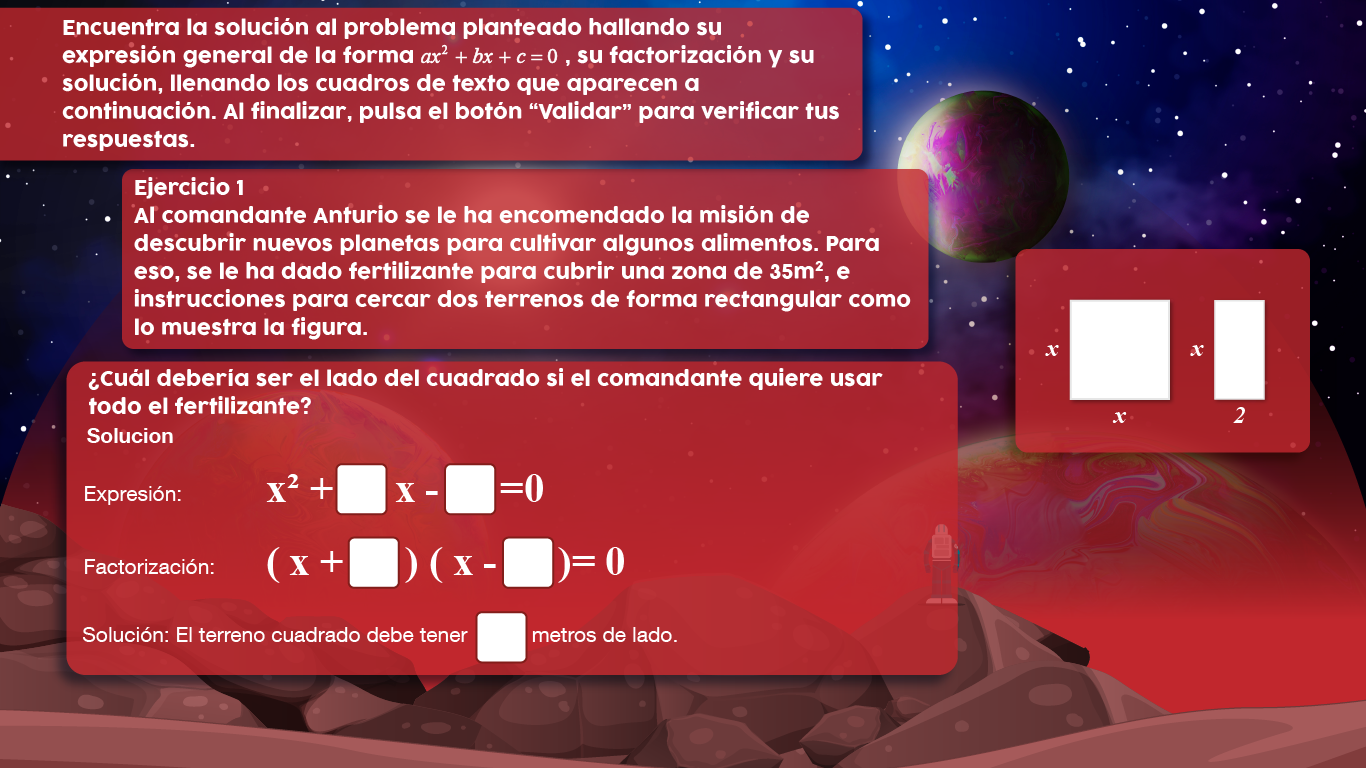 Encuentra la solución al problema planteado hallando su
expresión general de la forma ax² + bx + c = 0 , su factorización y su
solución, llenando los cuadros de texto que aparecen a
continuación. Al finalizar, pulsa el botón “Validar” para verificar tus
respuestas.
Ejercicio 1
Al comandante Anturio se le ha encomendado la misión de
descubrir nuevos planetas para cultivar algunos alimentos. Para
eso, se le ha dado fertilizante para cubrir una zona de 35m², e
instrucciones para cercar dos terrenos de forma rectangular como
lo muestra la figura.
x x
x 2
¿Cuál debería ser el lado del cuadrado si el comandante quiere usar
todo el fertilizante?
Solucion
Expresión: x² + x - =0
Factorización: ( x + ) ( x - )= 0
Solución: El terreno cuadrado debe tener metros de lado.